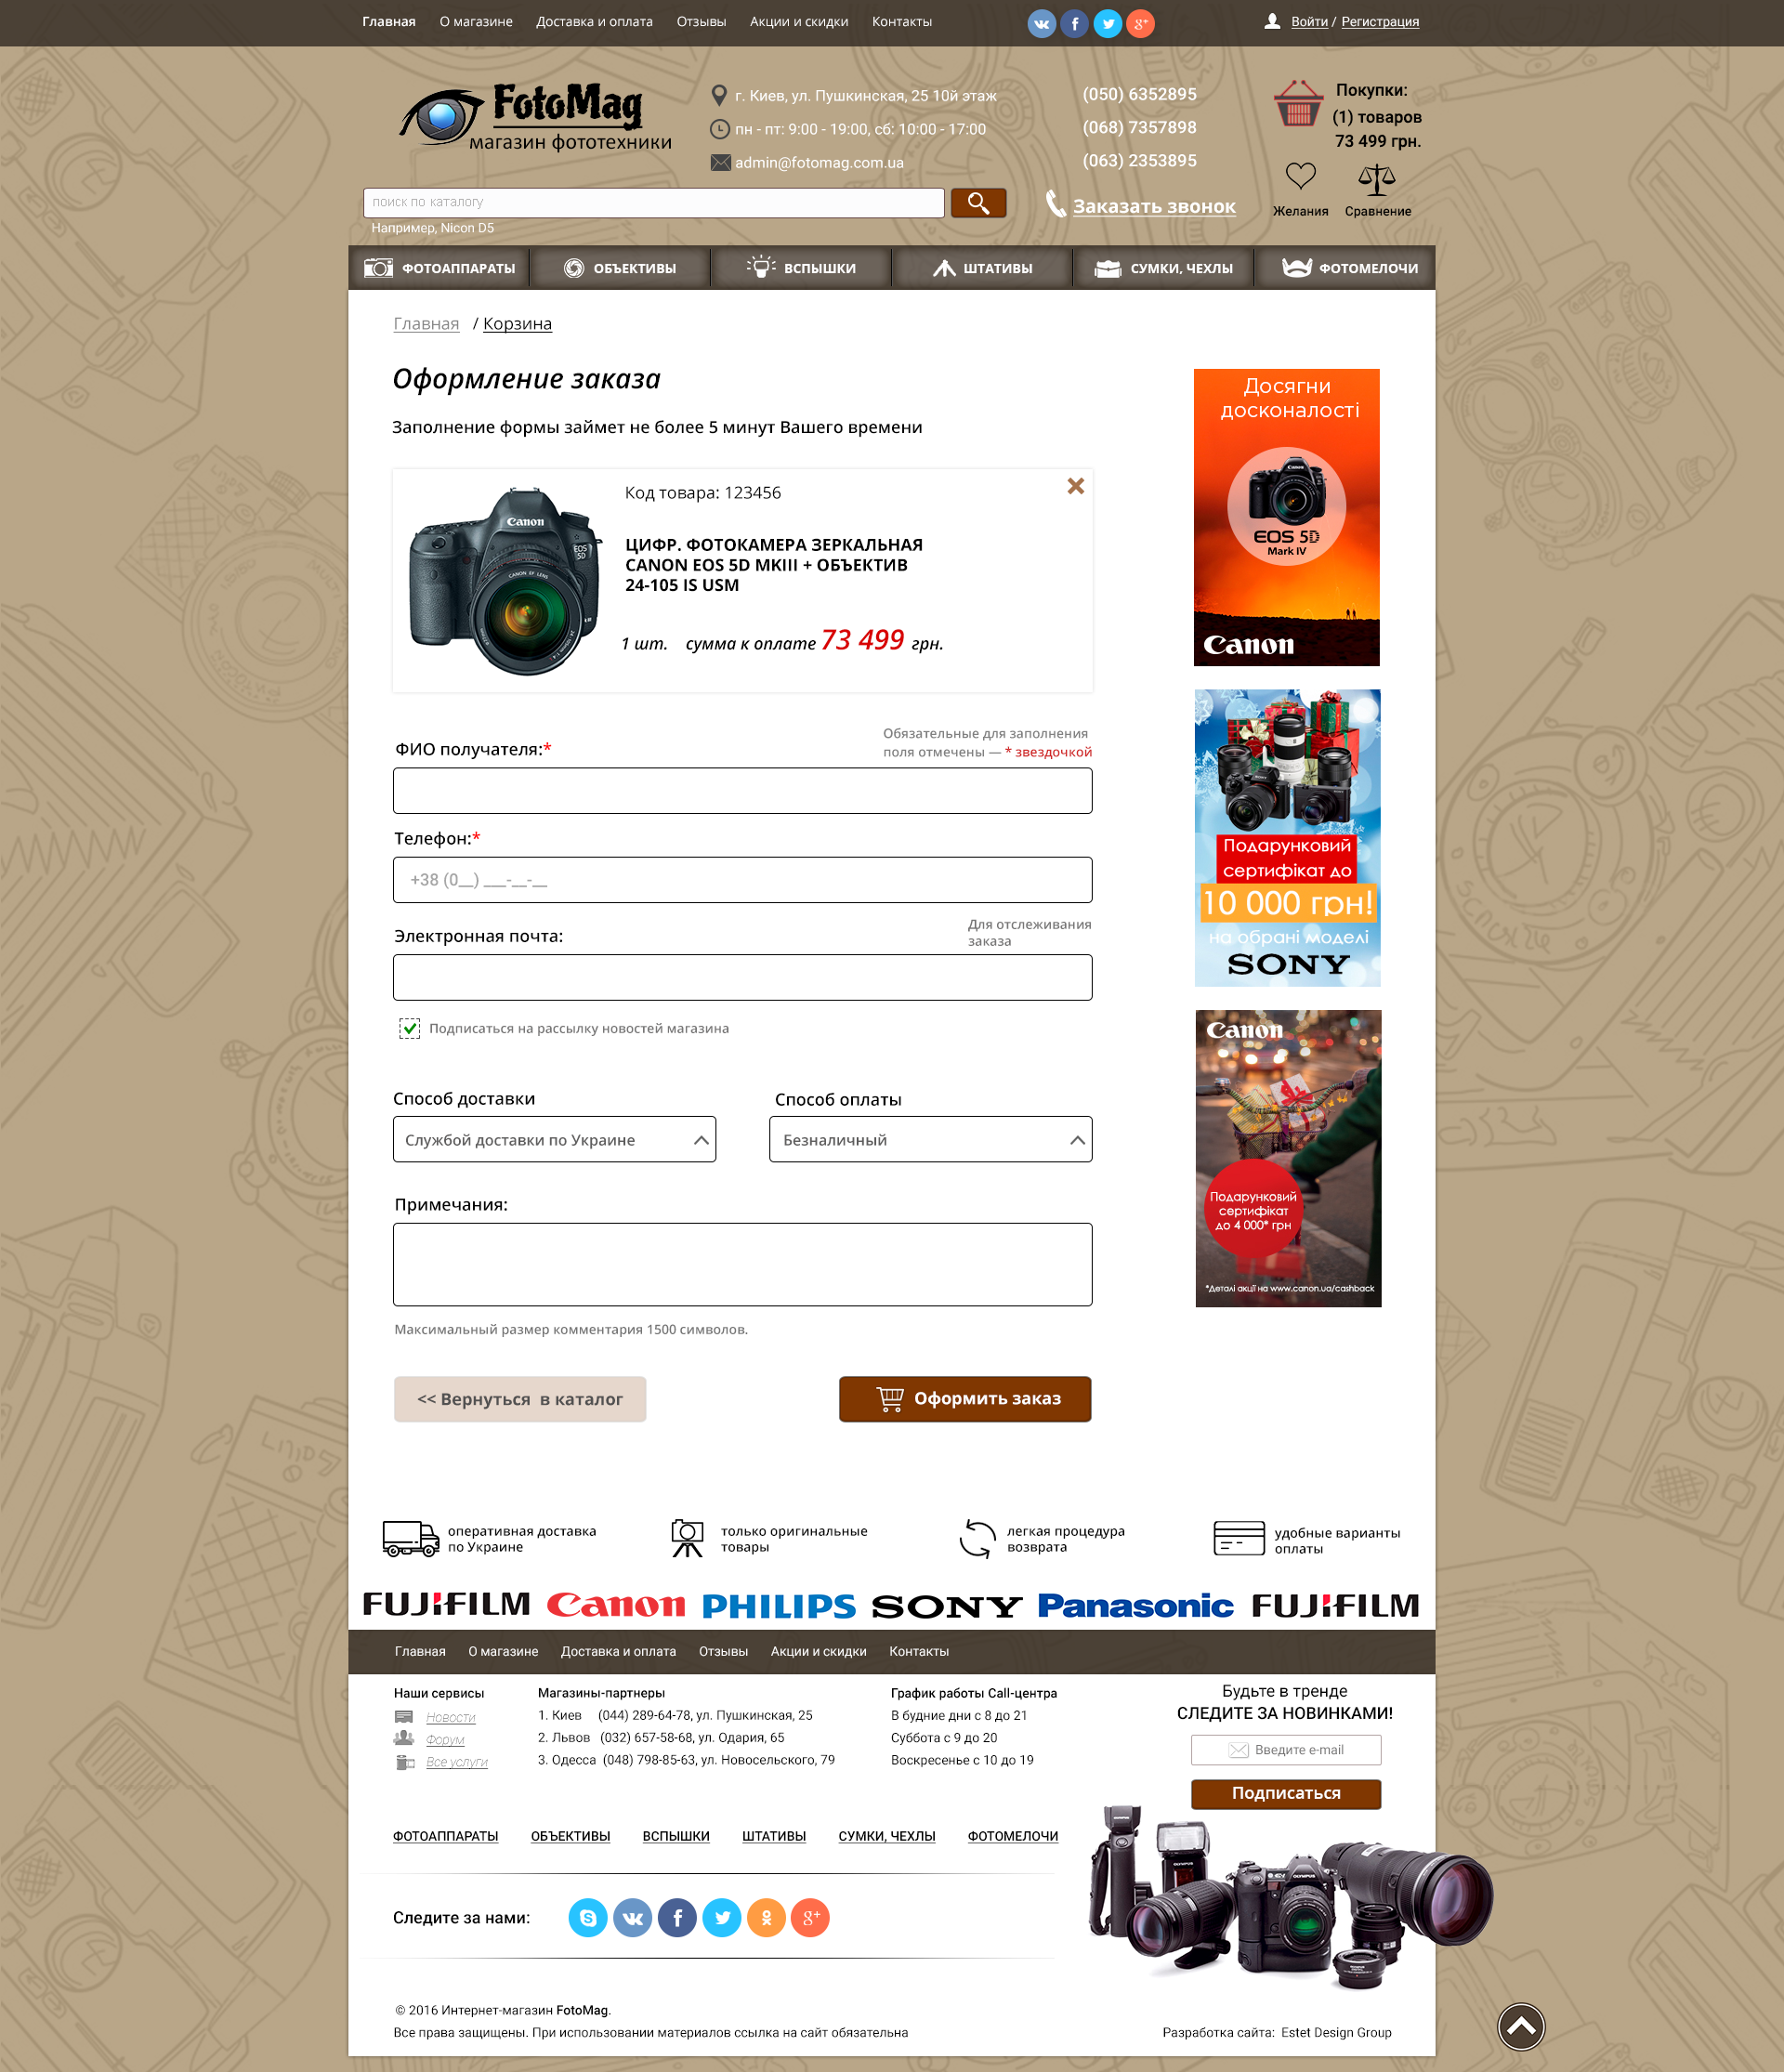 Главная О магазине Доставка и оплата Отзывы Акции и скидки Контакты Войти / Регистрация
FotoMag
магазин фототехники
г. Киев, ул. Пушкинская, 25 10й этаж
пн - пт: 9:00 - 19:00, сб: 10:00 - 17:00
admin@fotomag.com.ua
(050) 6352895
(068) 7357898
(063) 2353895
Заказать звонок
Покупки:
(1) товаров
73 499 грн.
Желания Сравнение
поиск по каталогу
Например, Nicon D5
ФОТОАППАРАТЫ ОБЪЕКТИВЫ ВСПЫШКИ ШТАТИВЫ СУМКИ, ЧЕХЛЫ ФОТОМЕЛОЧИ
Главная / Корзина
Оформление заказа
Заполнение формы займет не более 5 минут Вашего времени
Canon
EOS
5D
CANON EF LENS
Код товара: 123456
ЦИФР. ФОТОКАМЕРА ЗЕРКАЛЬНАЯ
CANON EOS 5D MKIII + ОБЪЕКТИВ
24-105 IS USM
1 шт. сумма к оплате 73 499 грн.
ФИО получателя:*
Обязательные для заполнения
поля отмечены — * звездочкой
Телефон:*
+38 (0__) ___-__-__
Электронная почта:
Для отслеживания
заказа
Подписаться на рассылку новостей магазина
Способ доставки
Службой доставки по Украине
Способ оплаты
Безналичный
Примечания:
Максимальный размер комментария 1500 символов.
<< Вернуться в каталог
Оформить заказ
Досягни
досконалості
Canon
EOS 5D
Mark IV
Canon
Подарунковий
сертифікат до
10 000 грн!
на обрані моделі
SONY
Canon
Подарунковий
сертифікат
до 4 000* грн
*Деталі акції на www.canon.ua/cashback
оперативная доставка
по Украине
только оригинальные
товары
легкая процедура
возврата
удобные варианты
оплаты
FUJIFILM Canon PHILIPS SONY Panasonic FUJIFILM
Главная О магазине Доставка и оплата Отзывы Акции и скидки Контакты
Наши сервисы
Новости
Форум
Все услуги
Магазины-партнеры
1. Киев (044) 289-64-78, ул. Пушкинская, 25
2. Львов (032) 657-58-68, ул. Одария, 65
3. Одесса (048) 798-85-63, ул. Новосельского, 79
График работы Call-центра
В будние дни с 8 до 21
Суббота с 9 до 20
Воскресенье с 10 до 19
Будьте в тренде
СЛЕДИТЕ ЗА НОВИНКАМИ!
Введите e-mail
Подписаться
ФОТОАППАРАТЫ ОБЪЕКТИВЫ ВСПЫШКИ ШТАТИВЫ СУМКИ, ЧЕХЛЫ ФОТОМЕЛОЧИ
OLYMPUS
Следите за нами:
© 2016 Интернет-магазин FotoMag.
Все права защищены. При использовании материалов ссылка на сайт обязательна
Разработка сайта: Estet Design Group